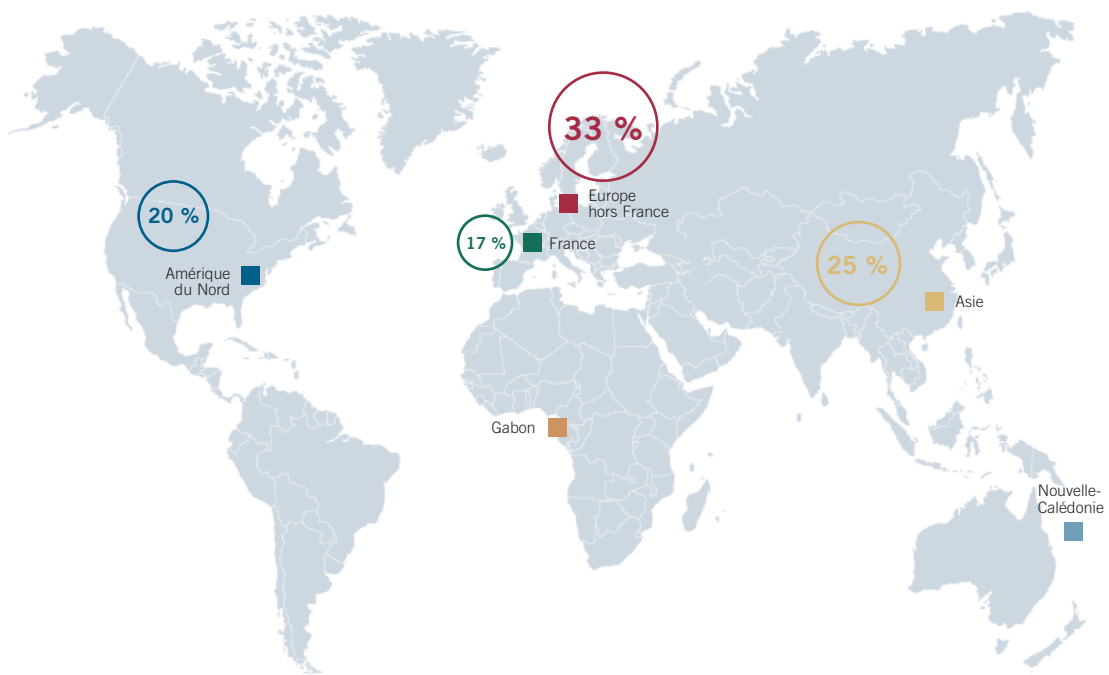 33 %
Europe
hors France
20 %
17 %
France
25 %
Amérique
du Nord
Asie
Gabon
Nouvelle-
Calédonie